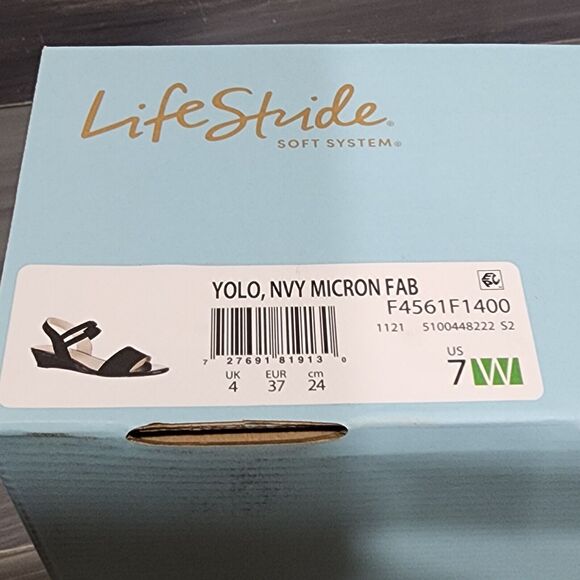 LifeStride®
SOFT SYSTEM®
YOLO, NVY MICRON FAB
F4561F1400
1121 5100448222 S2
7 27691 81913 0
UK EUR cm
4 37 24
US
7 W